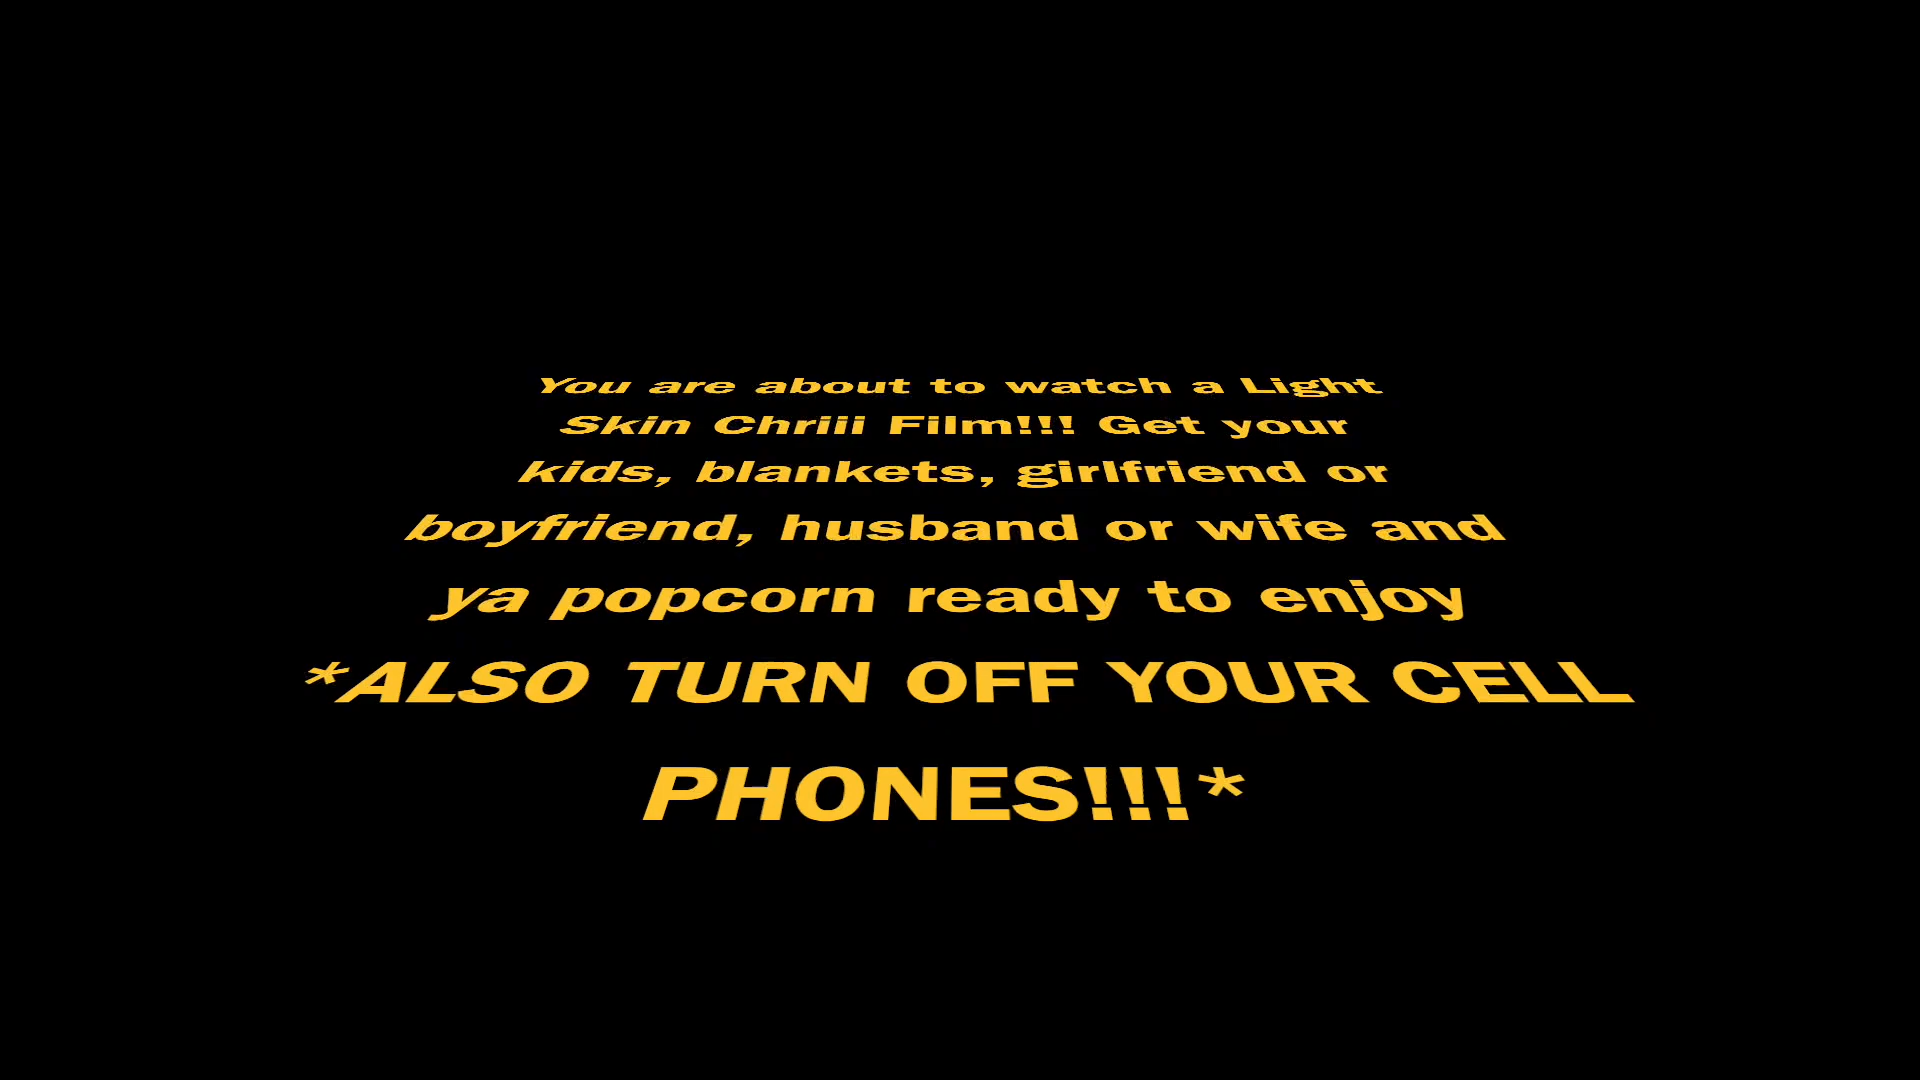 You are about to watch a Light
Skin Chriii Film!!! Get your
kids, blankets, girlfriend or
boyfriend, husband or wife and
ya popcorn ready to enjoy
*ALSO TURN OFF YOUR CELL
PHONES!!!*